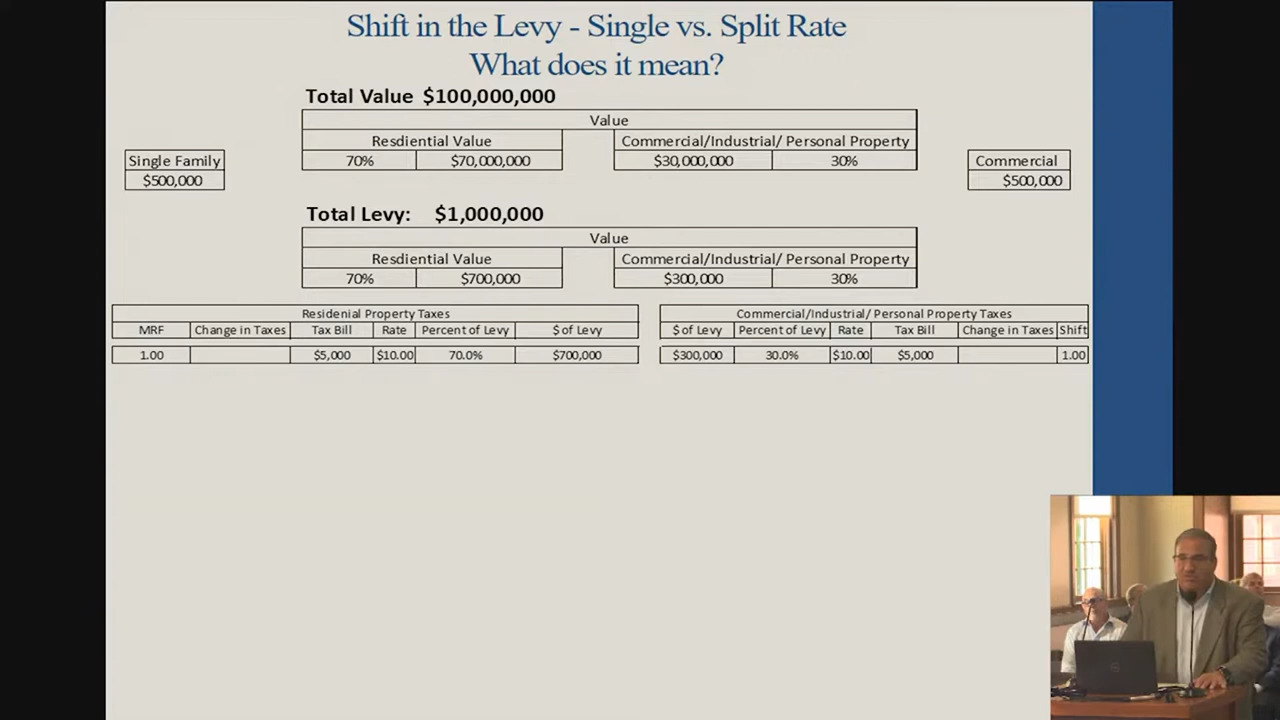 Shift in the Levy - Single vs. Split Rate
What does it mean?
Total Value $100,000,000
Value
Resdiential Value Commercial/Industrial/ Personal Property
70% $70,000,000 $30,000,000 30%
Single Family
$500,000
Commercial
$500,000
Total Levy: $1,000,000
Value
Resdiential Value Commercial/Industrial/ Personal Property
70% $700,000 $300,000 30%
Residenial Property Taxes Commercial/Industrial/ Personal Property Taxes
MRF Change in Taxes Tax Bill Rate Percent of Levy $ of Levy $ of Levy Percent of Levy Rate Tax Bill Change in Taxes Shift
1.00 $5,000 $10.00 70.0% $700,000 $300,000 30.0% $10.00 $5,000 1.00